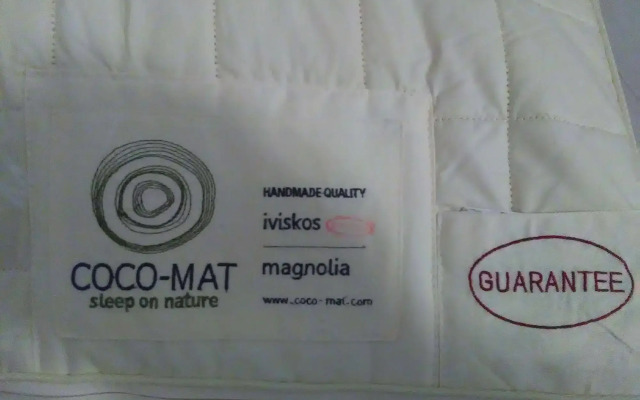 HANDMADE QUALITY
iviskos
COCO-MAT
sleep on nature
magnolia
www.coco-mat.com
GUARANTEE